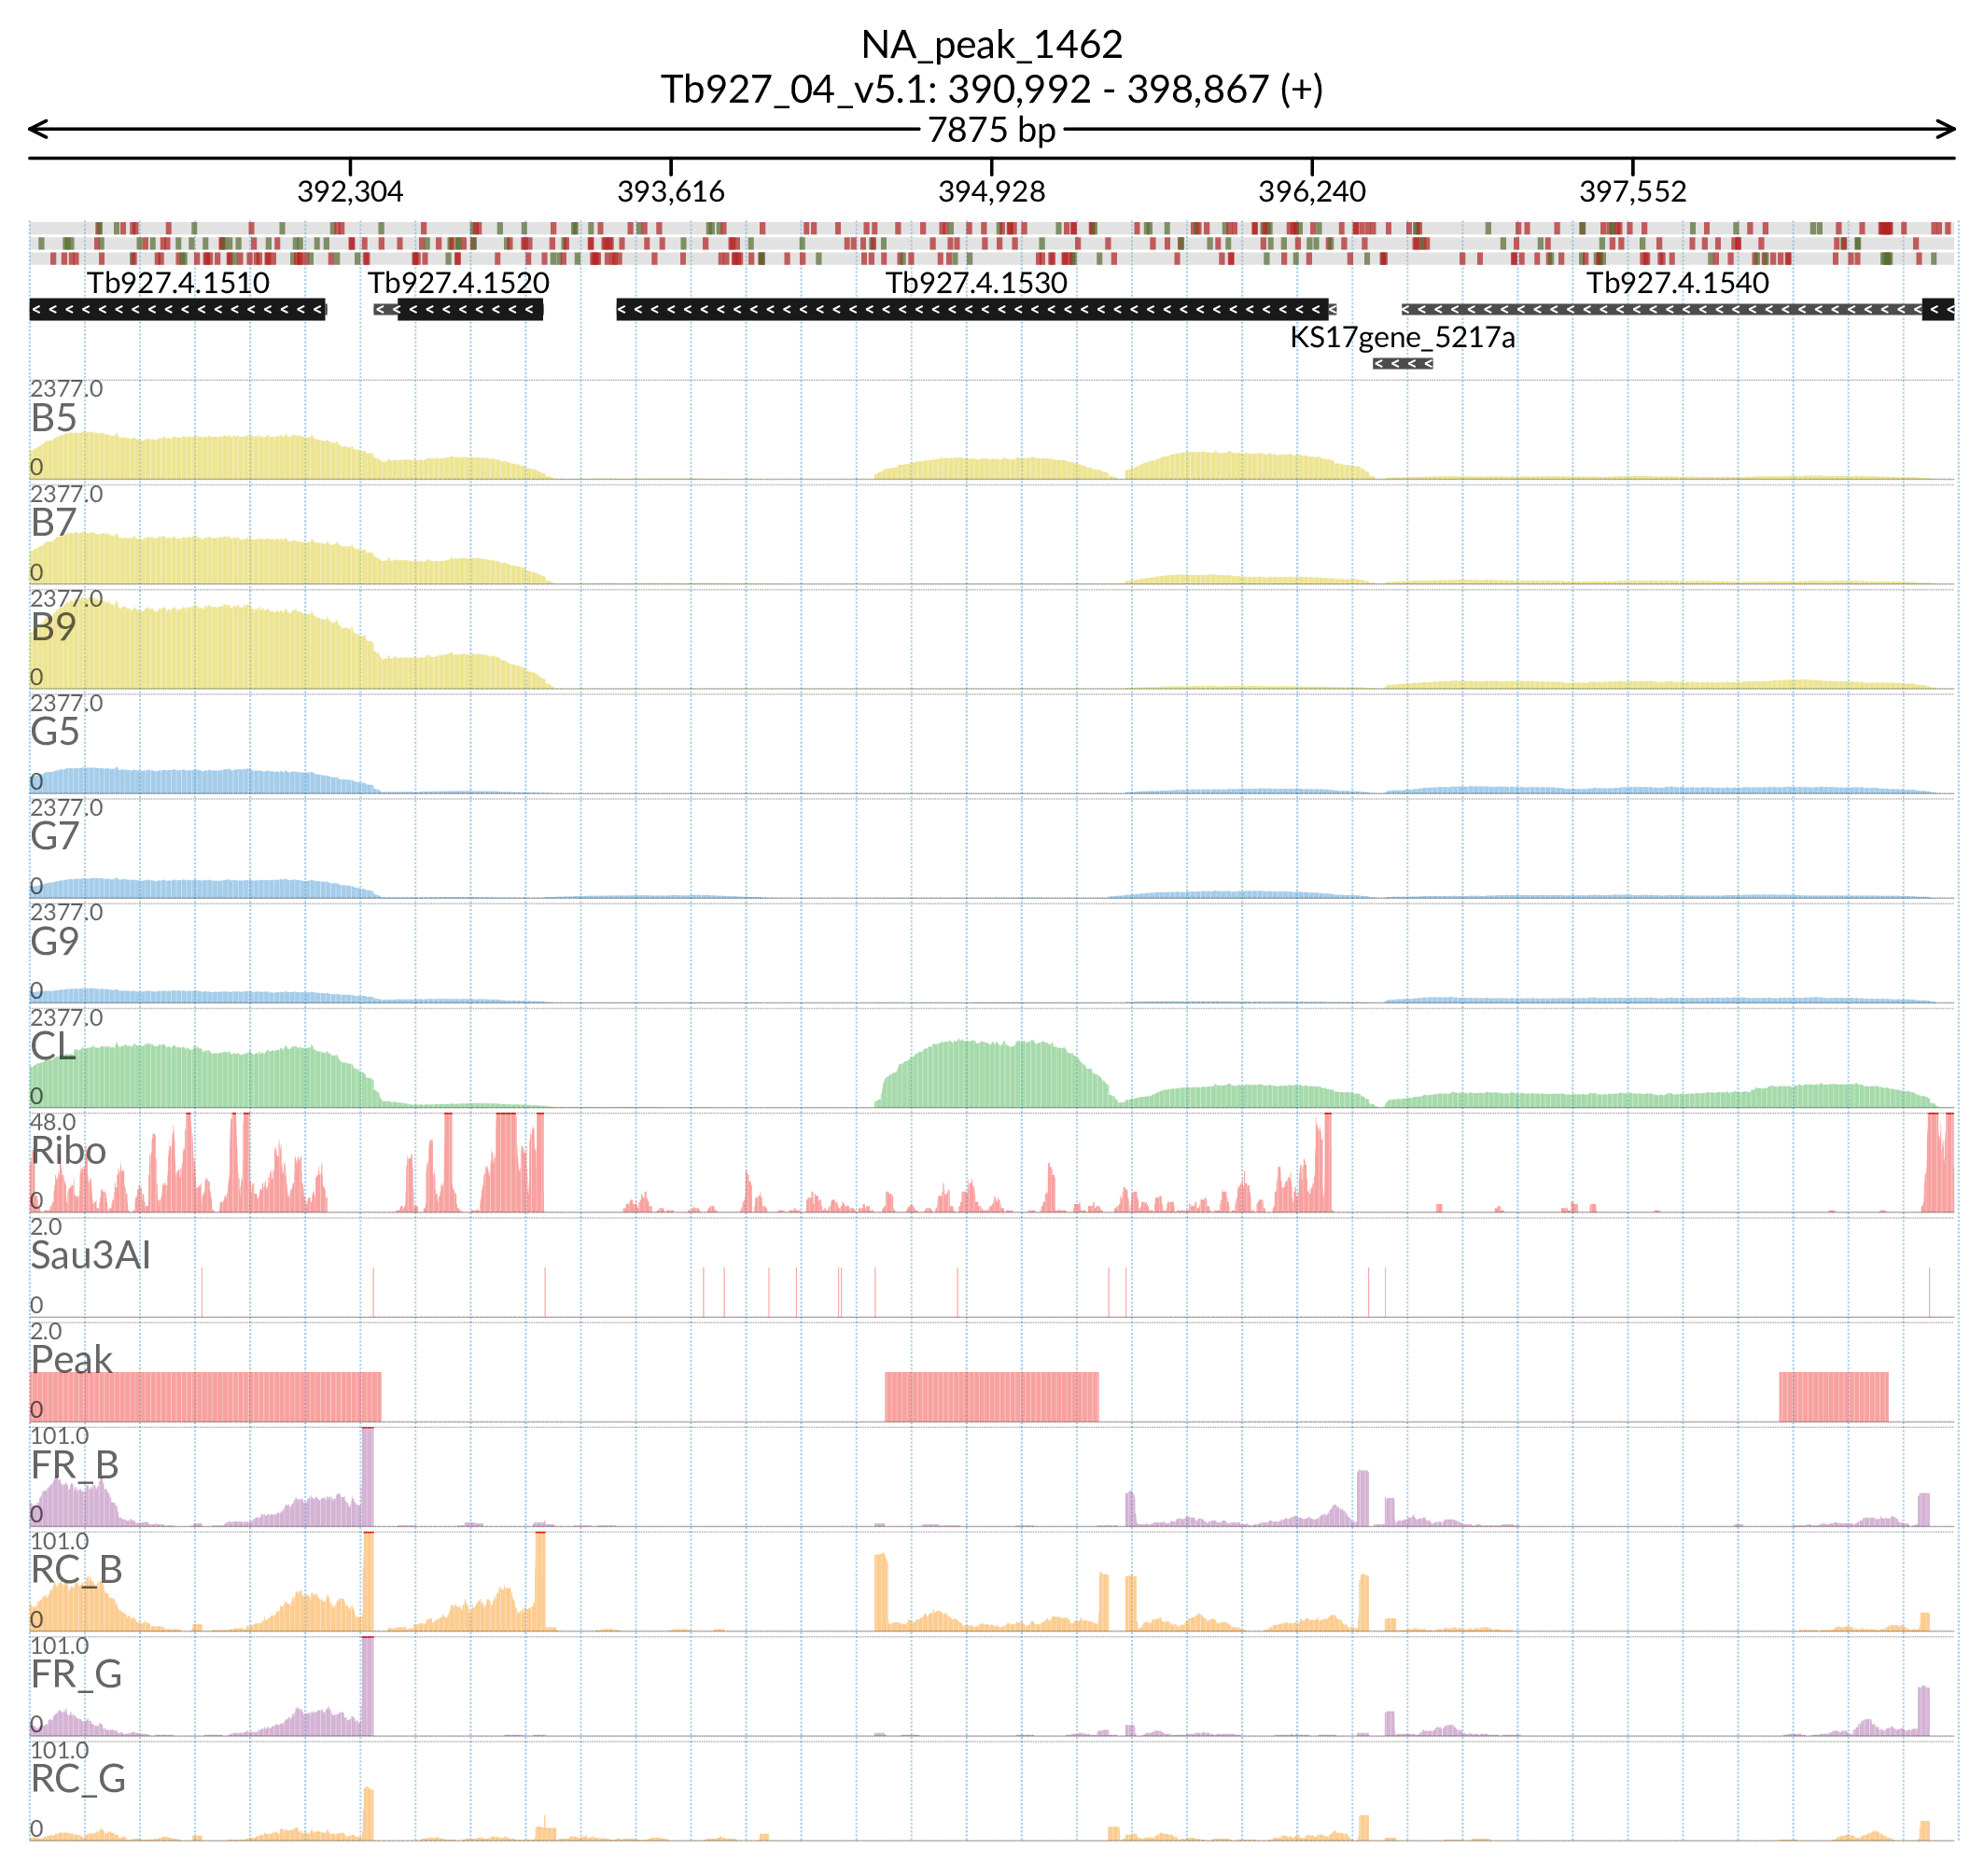 NA_peak_1462
Tb927_04_v5.1: 390,992 - 398,867 (+)
7875 bp
392,304 393,616 394,928 396,240 397,552
Tb927.4.1510 Tb927.4.1520 Tb927.4.1530 Tb927.4.1540
KS17gene_5217a
2377.0
B5
0
2377.0
B7
0
2377.0
B9
0
2377.0
G5
0
2377.0
G7
0
2377.0
G9
0
2377.0
CL
0
48.0
Ribo
0
2.0
Sau3AI
0
2.0
Peak
0
101.0
FR_B
0
101.0
RC_B
0
101.0
FR_G
0
101.0
RC_G
0